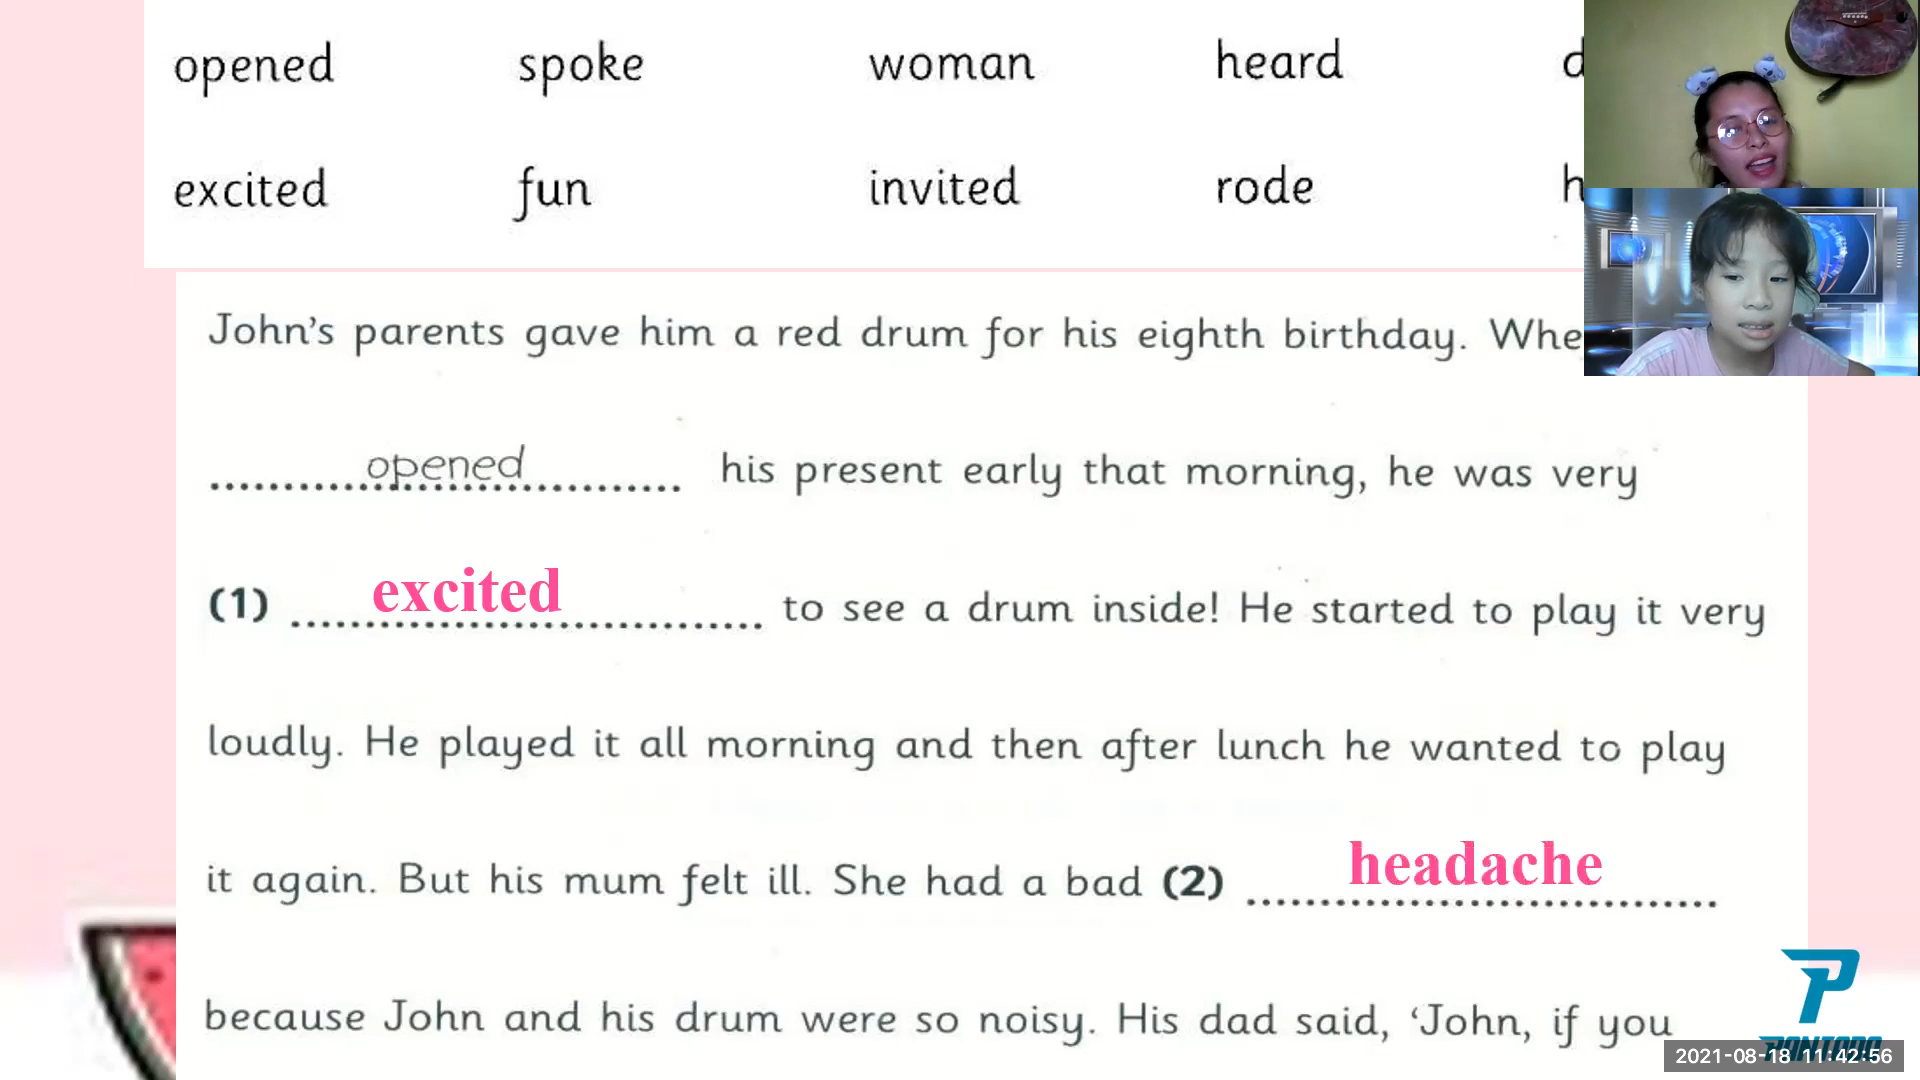 opened spoke woman heard
excited fun invited rode
John's parents gave him a red drum for his eighth birthday. Whe
opened his present early that morning, he was very
(1) excited to see a drum inside! He started to play it very
loudly. He played it all morning and then after lunch he wanted to play
it again. But his mum felt ill. She had a bad (2) headache
because John and his drum were so noisy. His dad said, ‘John, if you
2021-08-18 11:42:56